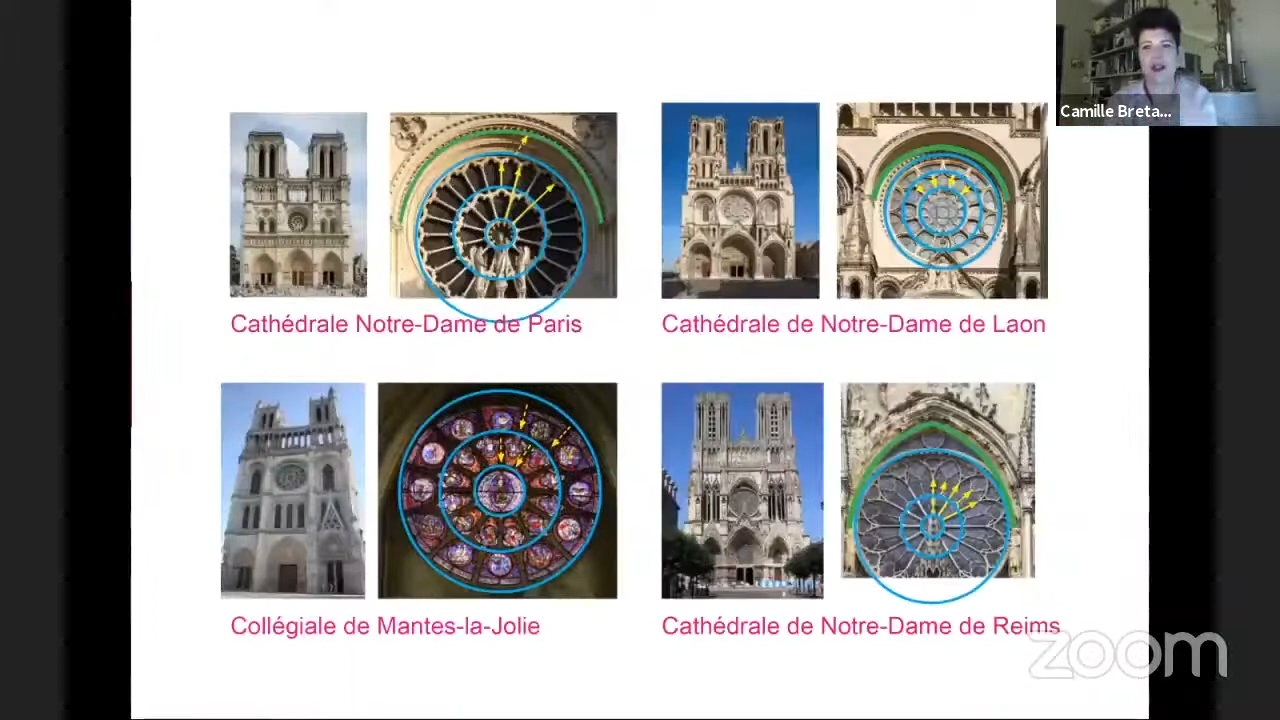 Camille Breta...
Cathédrale Notre-Dame de Paris
Cathédrale de Notre-Dame de Laon
Collégiale de Mantes-la-Jolie
Cathédrale de Notre-Dame de Reims
zoom